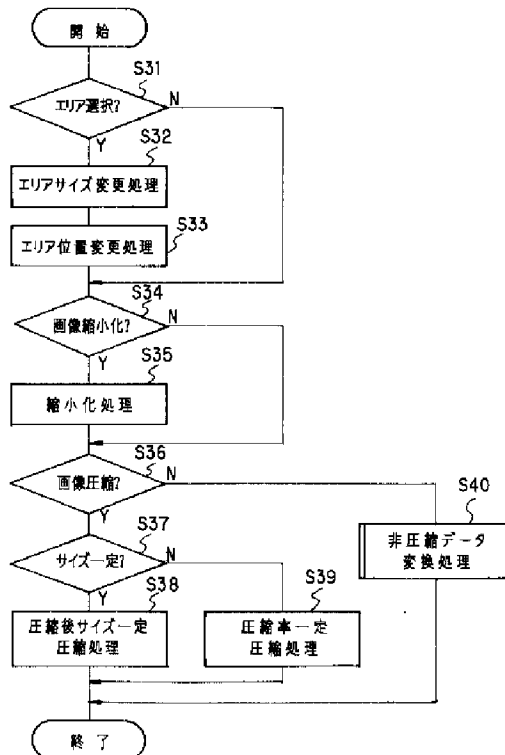 開始
S31
エリア選択?
N
Y
S32
エリアサイズ変更処理
S33
エリア位置変更処理
S34
画像縮小化?
N
Y
S35
縮小化処理
S36
画像圧縮?
N
Y
S40
非圧縮データ
変換処理
S37
サイズ一定?
N
Y
S38
圧縮後サイズ一定
圧縮処理
S39
圧縮率一定
圧縮処理
終了